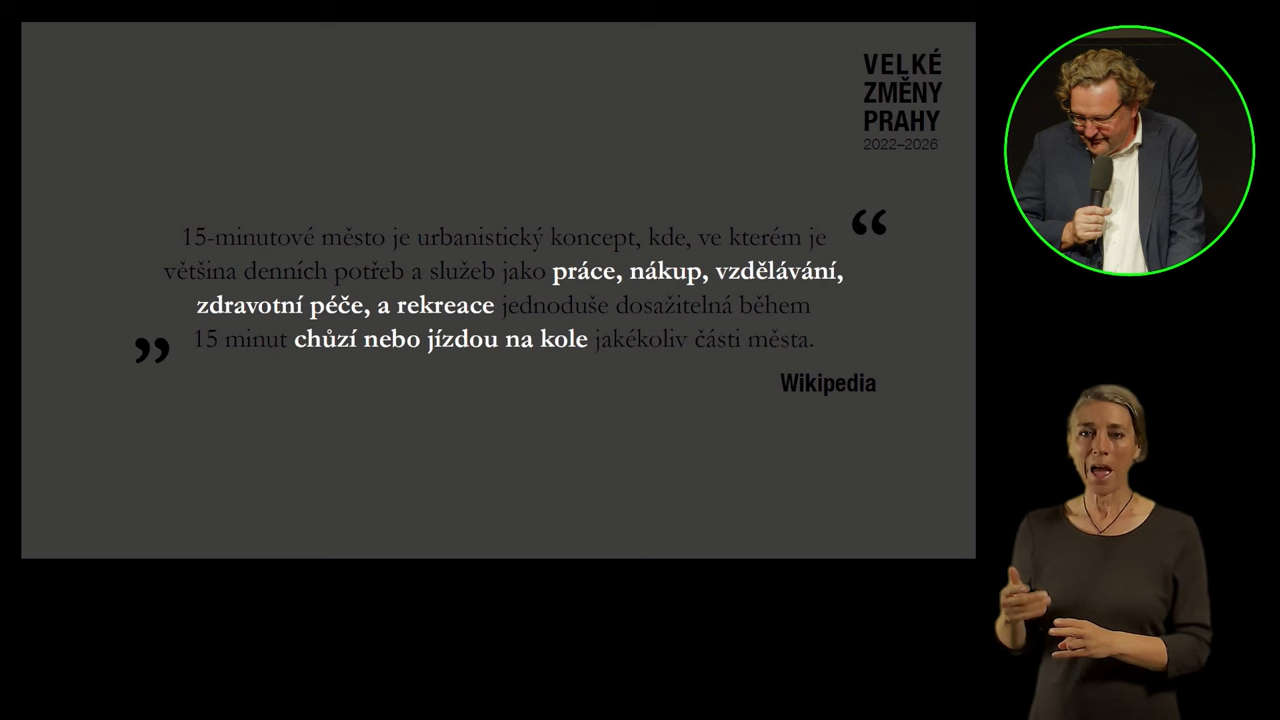 VELKÉ
ZMĚNY
PRAHY
2022–2026
15-minutové město je urbanistický koncept, kde, ve kterém je “
většina denních potřeb a služeb jako práce, nákup, vzdělávání,
zdravotní péče, a rekreace jednoduše dosažitelná během
” 15 minut chůzí nebo jízdou na kole jakékoliv části města.
Wikipedia